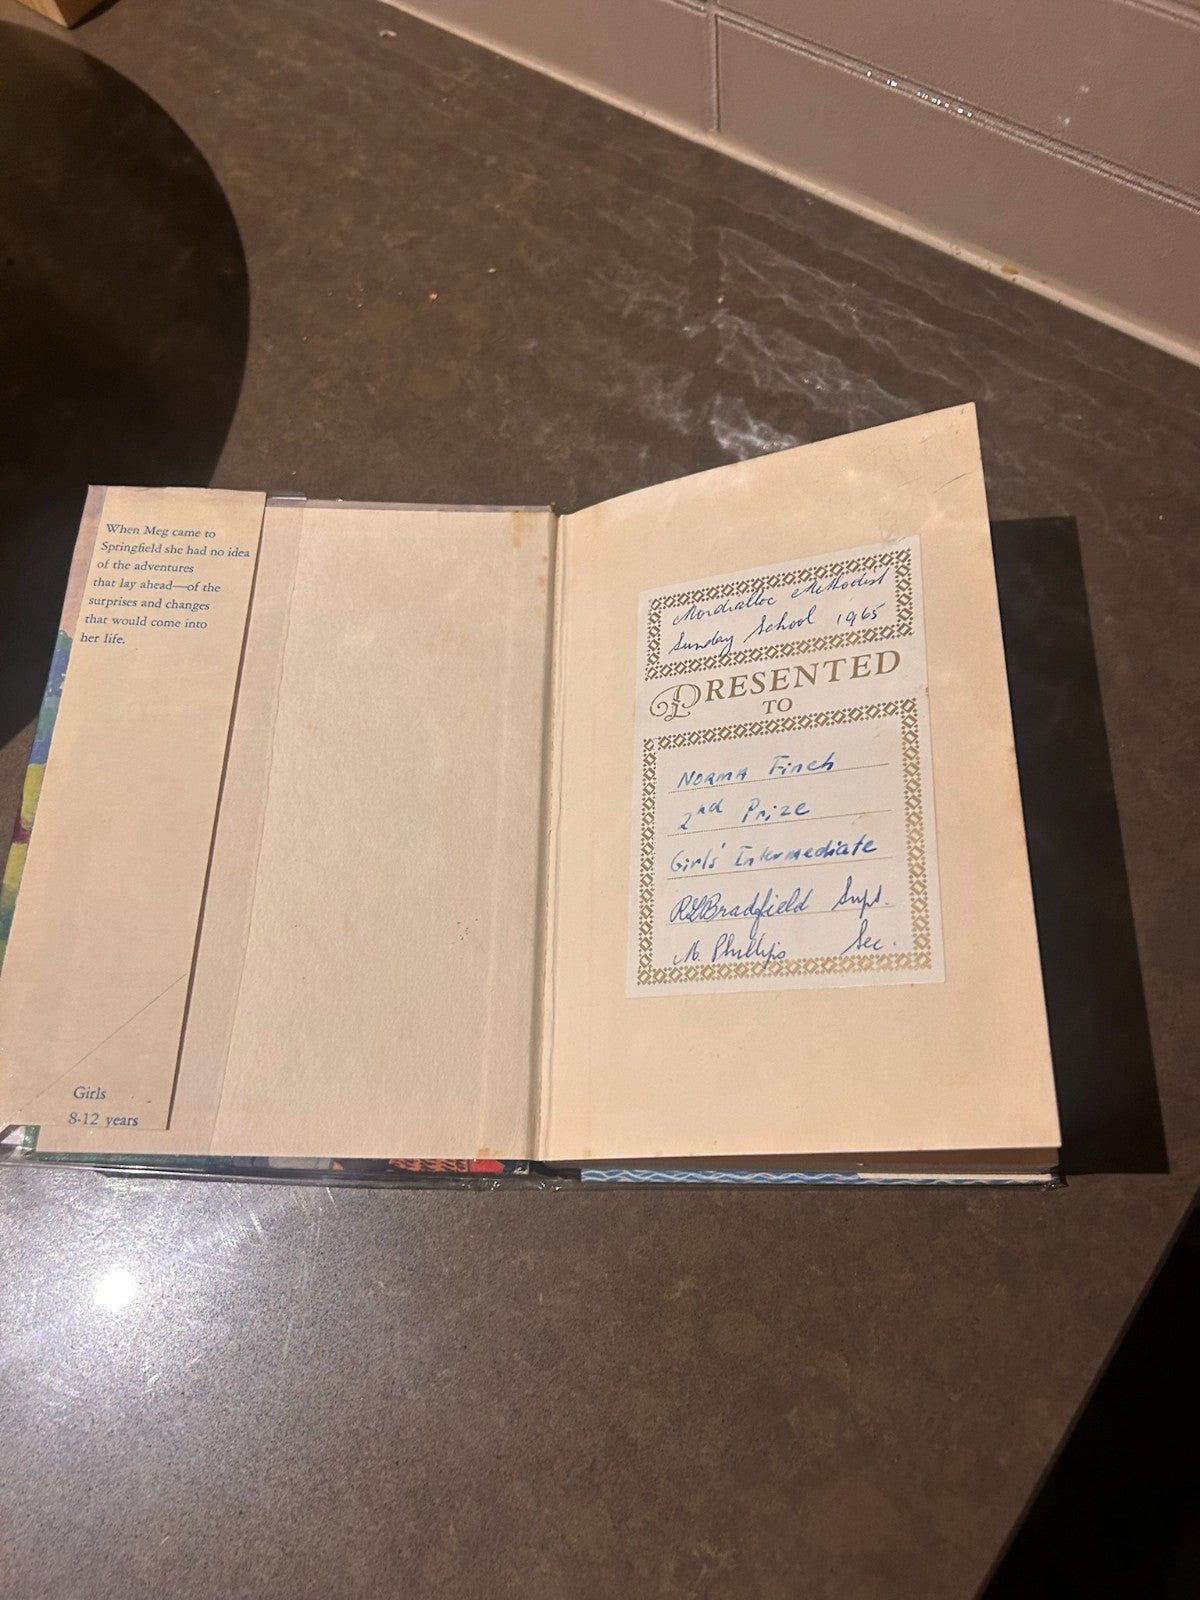 When Meg came to
Springfield she had no idea
of the adventures
that lay ahead—of the
surprises and changes
that would come into
her life.
Girls
8-12 years
Mordialloc Methodist
Sunday School 1965
PRESENTED
TO
NORMA Finch
2nd Prize
Girls' Intermediate
R.G.Bradfield Supt.
M. Phillips Sec.